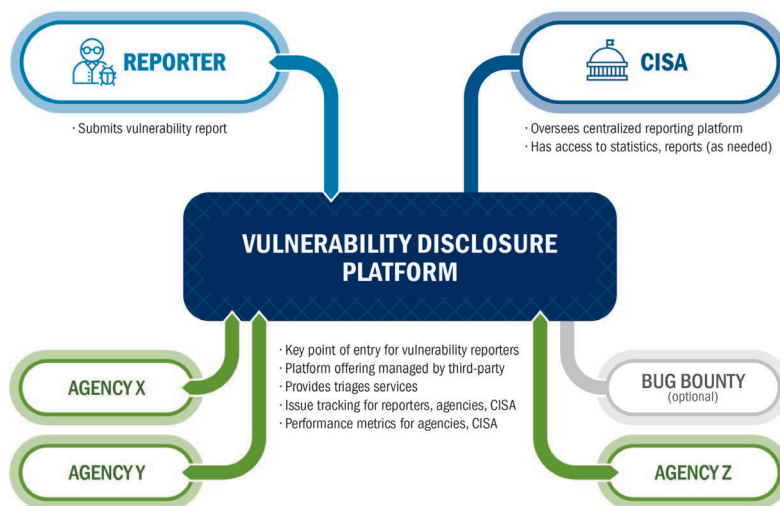 REPORTER
CISA
· Submits vulnerability report
· Oversees centralized reporting platform
· Has access to statistics, reports (as needed)
VULNERABILITY DISCLOSURE
PLATFORM
· Key point of entry for vulnerability reporters
· Platform offering managed by third-party
· Provides triages services
· Issue tracking for reporters, agencies, CISA
· Performance metrics for agencies, CISA
AGENCY X
BUG BOUNTY
(optional)
AGENCY Y
AGENCY Z